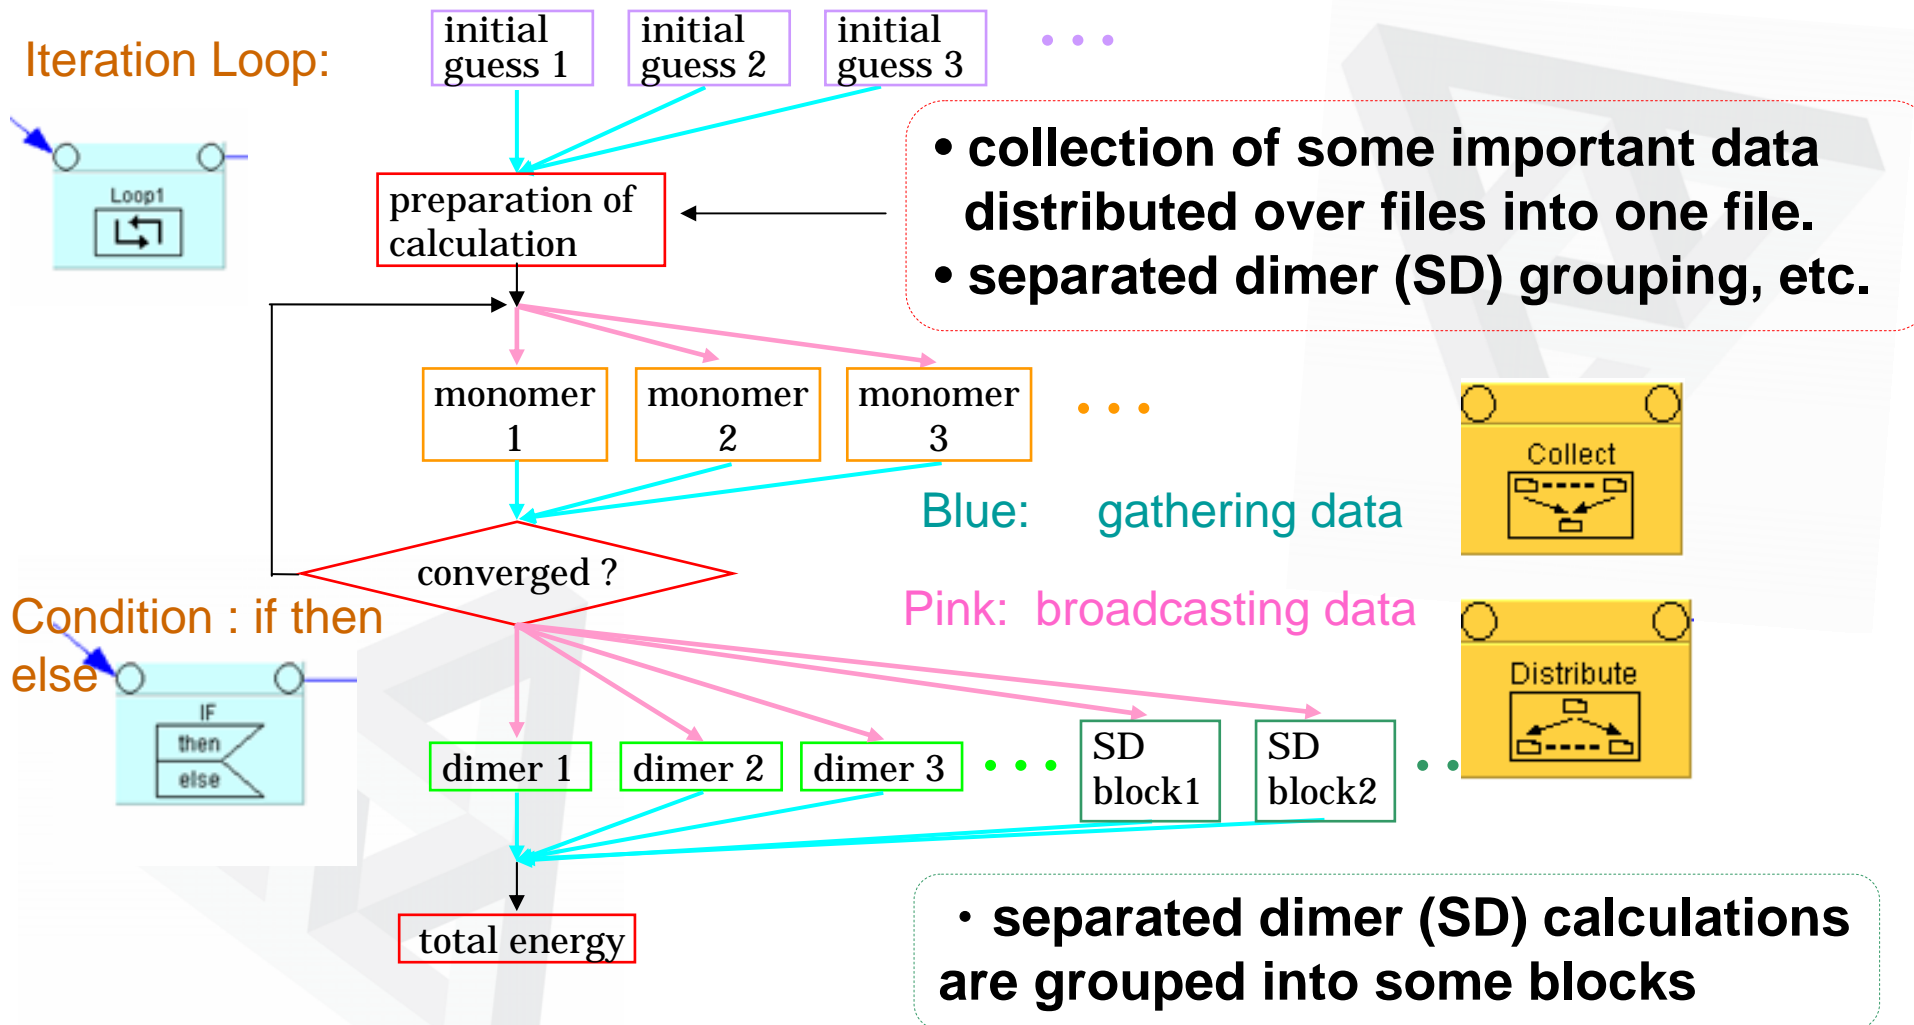 Iteration Loop:
initial
guess 1
initial
guess 2
initial
guess 3
• • •
Loop1
preparation of
calculation
• collection of some important data
distributed over files into one file.
• separated dimer (SD) grouping, etc.
monomer
1
monomer
2
monomer
3
• • •
Collect
Blue: gathering data
converged ?
Pink: broadcasting data
Condition : if then
else
IF
then
else
Distribute
dimer 1
dimer 2
dimer 3
• • •
SD
block1
SD
block2
• •
total energy
・separated dimer (SD) calculations
are grouped into some blocks